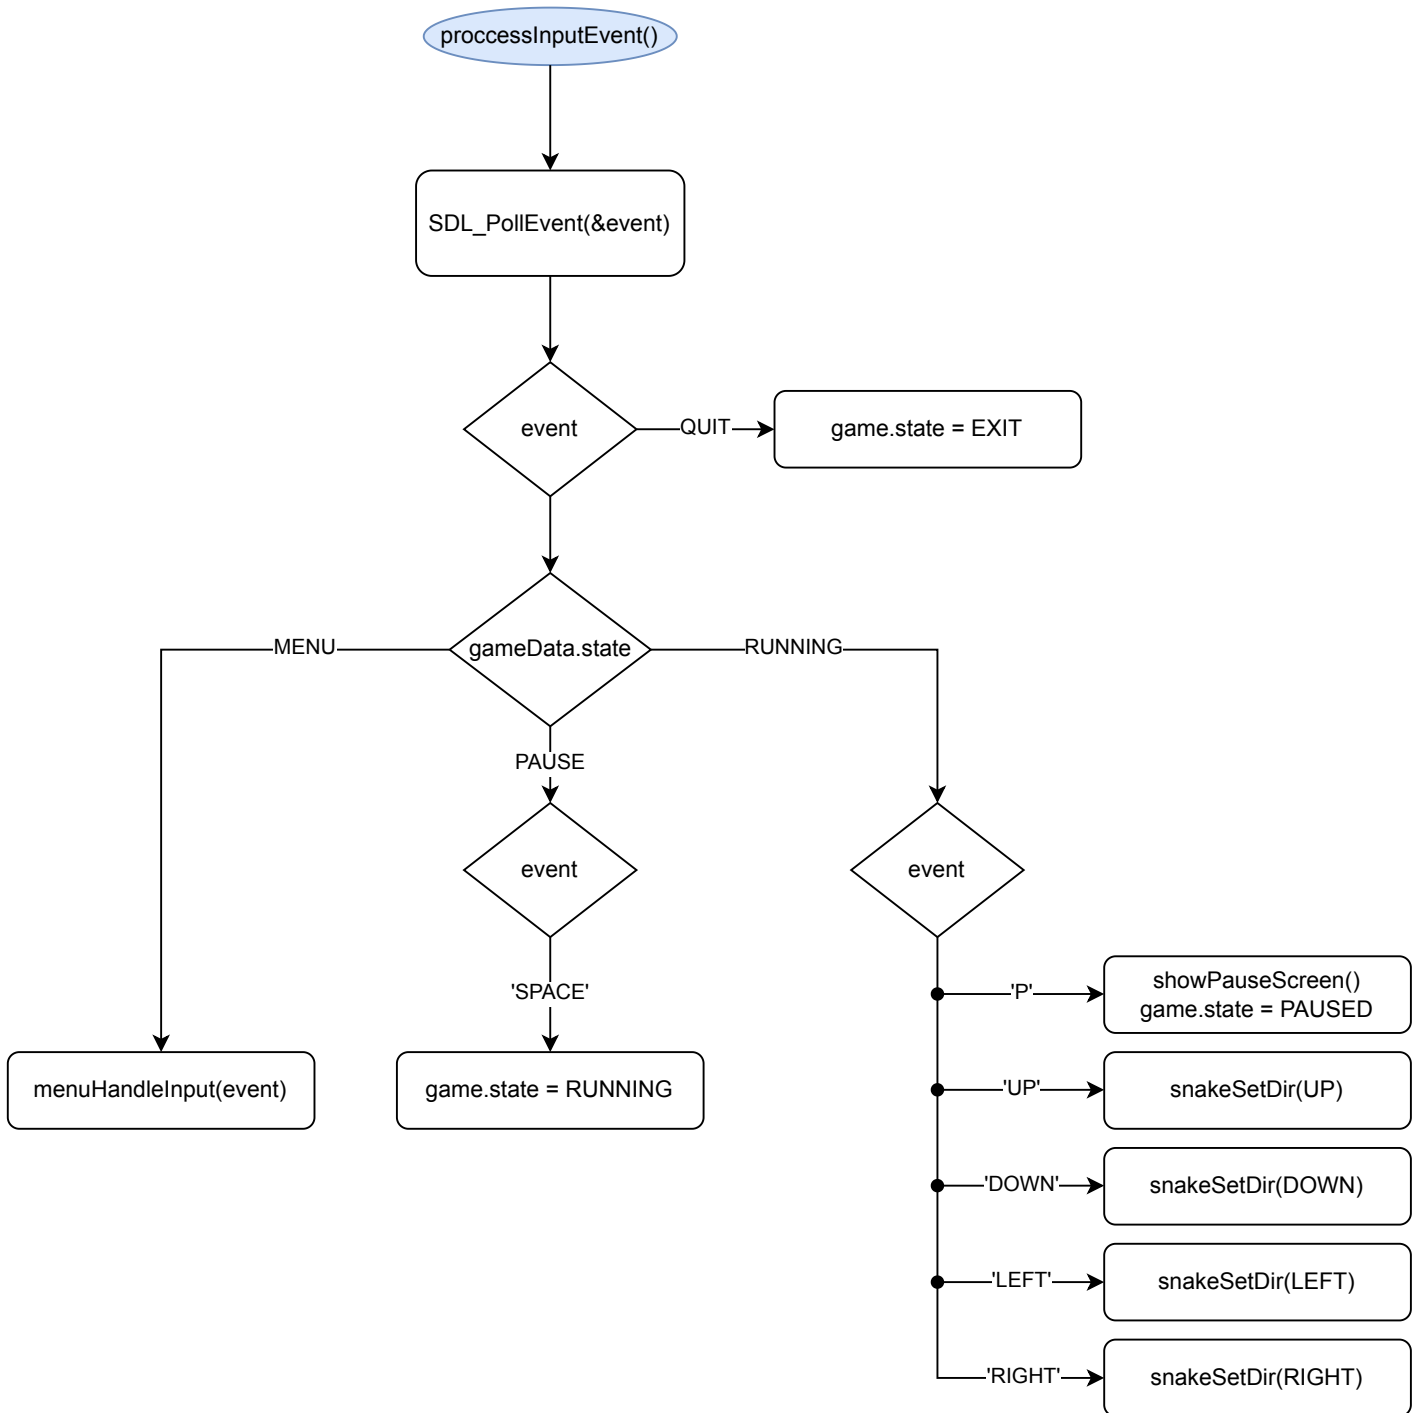 proccessInputEvent()
SDL_PollEvent(&event)
event
QUIT
game.state = EXIT
gameData.state
MENU
RUNNING
PAUSE
event
event
'SPACE'
'P'
showPauseScreen()
game.state = PAUSED
menuHandleInput(event)
game.state = RUNNING
'UP'
snakeSetDir(UP)
'DOWN'
snakeSetDir(DOWN)
'LEFT'
snakeSetDir(LEFT)
'RIGHT'
snakeSetDir(RIGHT)